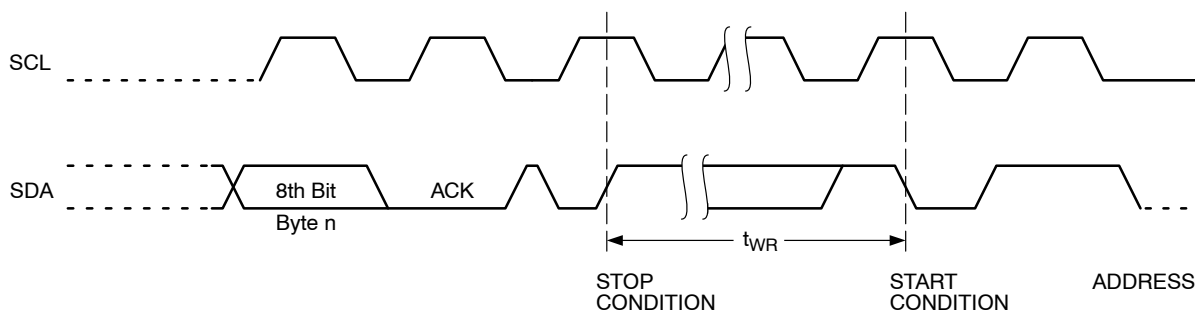 SCL
SDA
8th Bit
Byte n
ACK
tWR
STOP
CONDITION
START
CONDITION
ADDRESS